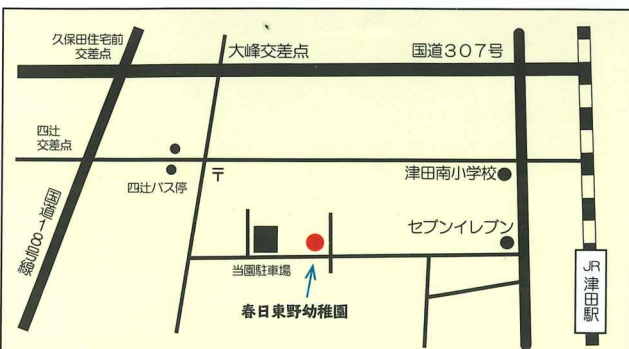 久保田住宅前
交差点
大峰交差点
国道307号
四辻
交差点
四辻バス停
〒
津田南小学校
国道18号線
セブンイレブン
当園駐車場
春日東野幼稚園
JR
津田駅